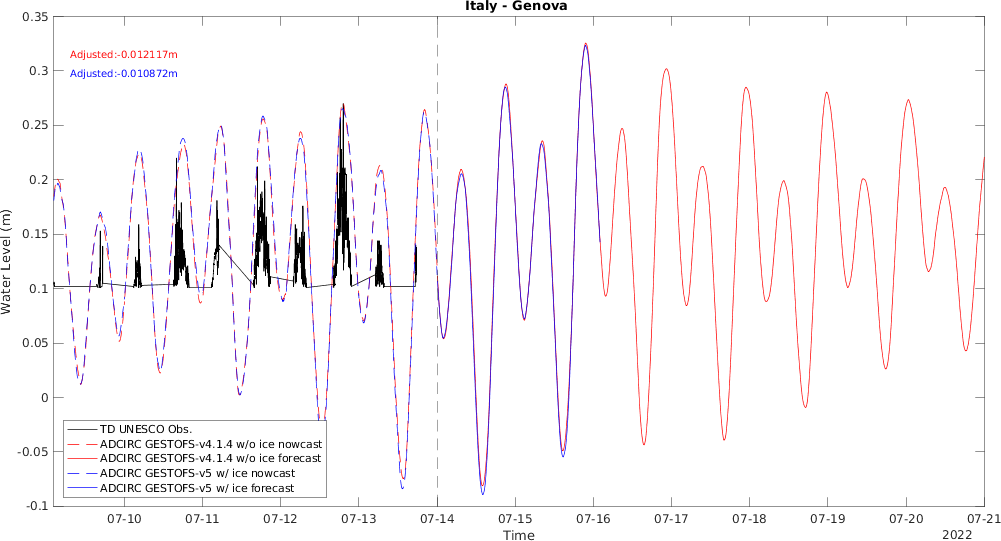 Italy - Genova
Adjusted:-0.012117m
Adjusted:-0.010872m
Water Level (m)
0.35
0.3
0.25
0.2
0.15
0.1
0.05
0
-0.05
-0.1
TD UNESCO Obs.
ADCIRC GESTOFS-v4.1.4 w/o ice nowcast
ADCIRC GESTOFS-v4.1.4 w/o ice forecast
ADCIRC GESTOFS-v5 w/ ice nowcast
ADCIRC GESTOFS-v5 w/ ice forecast
07-10 07-11 07-12 07-13 07-14 07-15 07-16 07-17 07-18 07-19 07-20 07-21
Time
2022